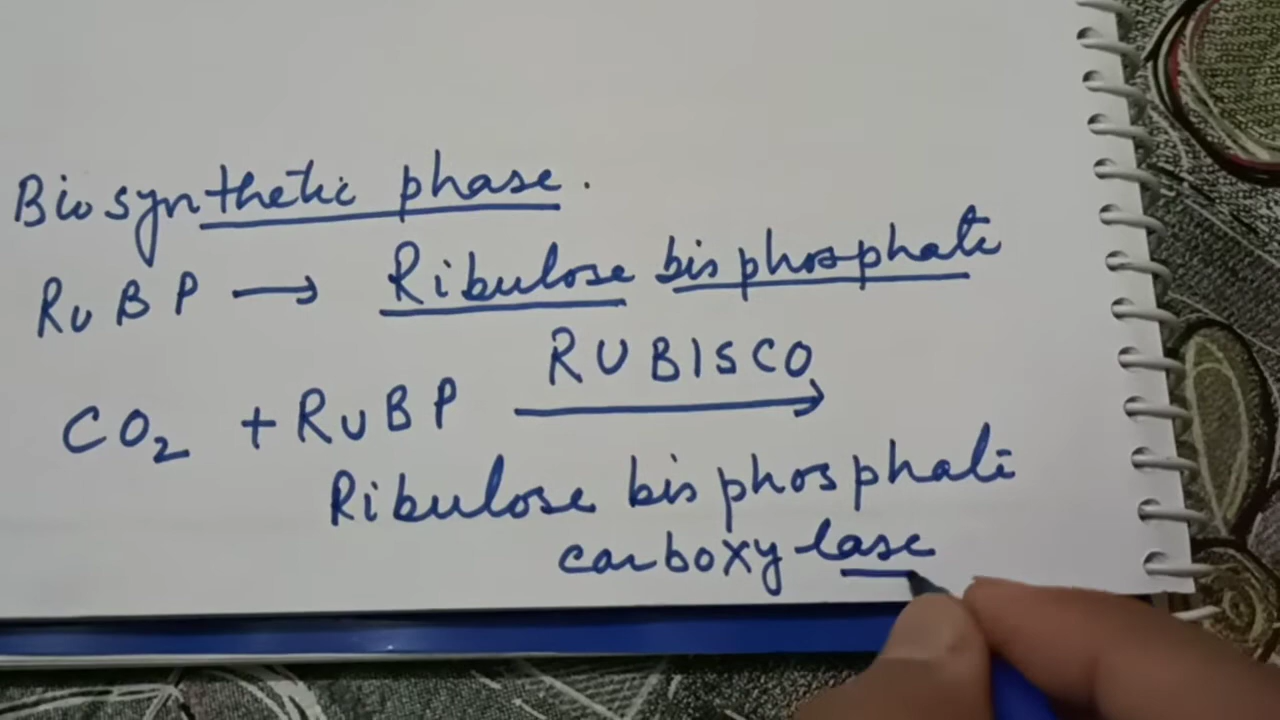 Biosynthetic phase.
RuBP → Ribulose bisphosphate
RUBISCO
CO₂ + RuBP →
Ribulose bisphosphate
carboxylase